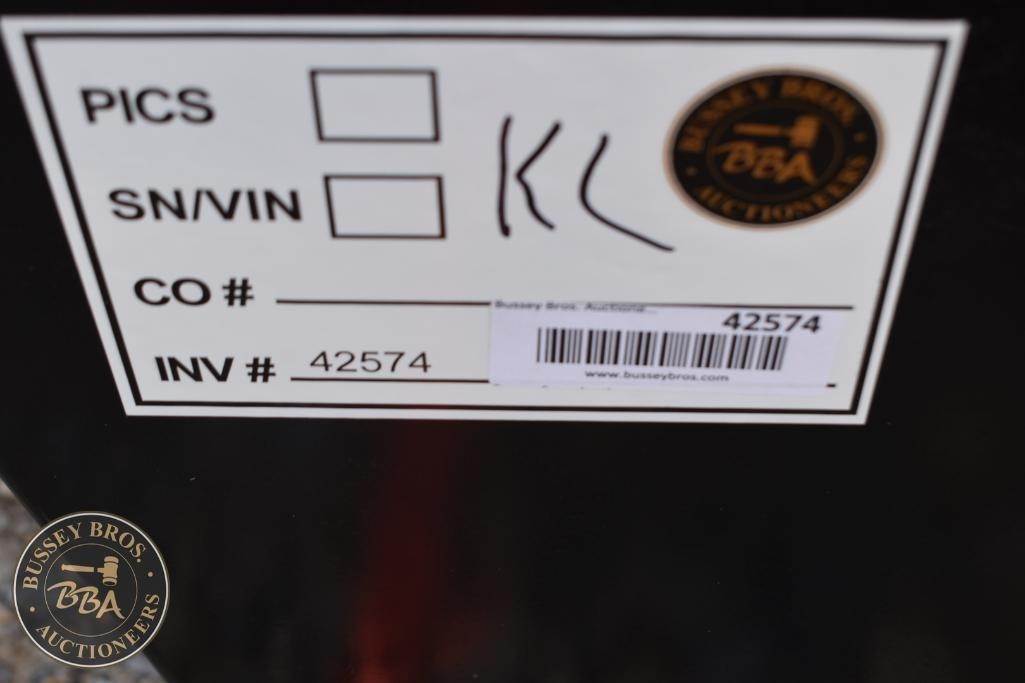 PICS
SN/VIN
KL
BUSSEY BROS.
BBA
AUCTIONEERS
CO #
Bussey Bros. Auctione...
42574
INV # 42574
www.busseybros.com
BUSSEY BROS.
BBA
AUCTIONEERS